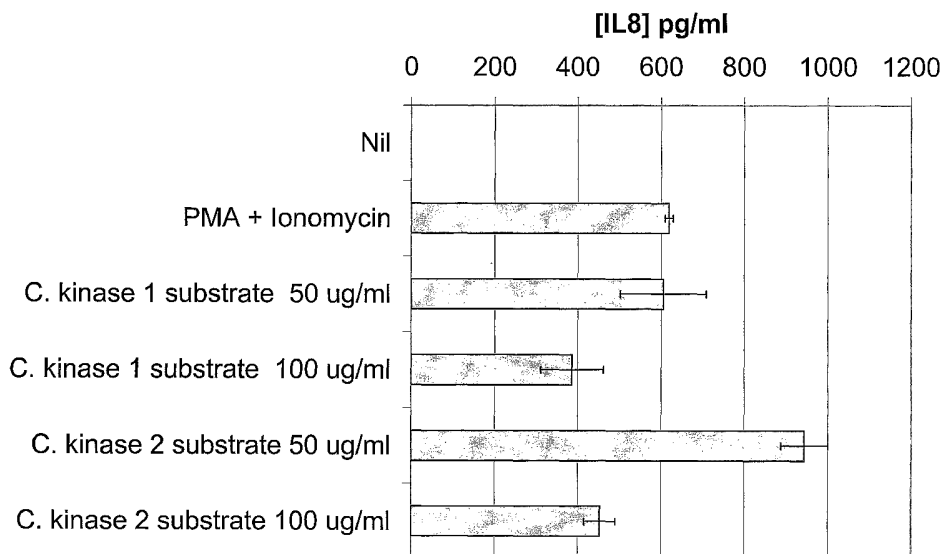 [IL8] pg/ml
0 200 400 600 800 1000 1200
Nil
PMA + Ionomycin
C. kinase 1 substrate 50 ug/ml
C. kinase 1 substrate 100 ug/ml
C. kinase 2 substrate 50 ug/ml
C. kinase 2 substrate 100 ug/ml